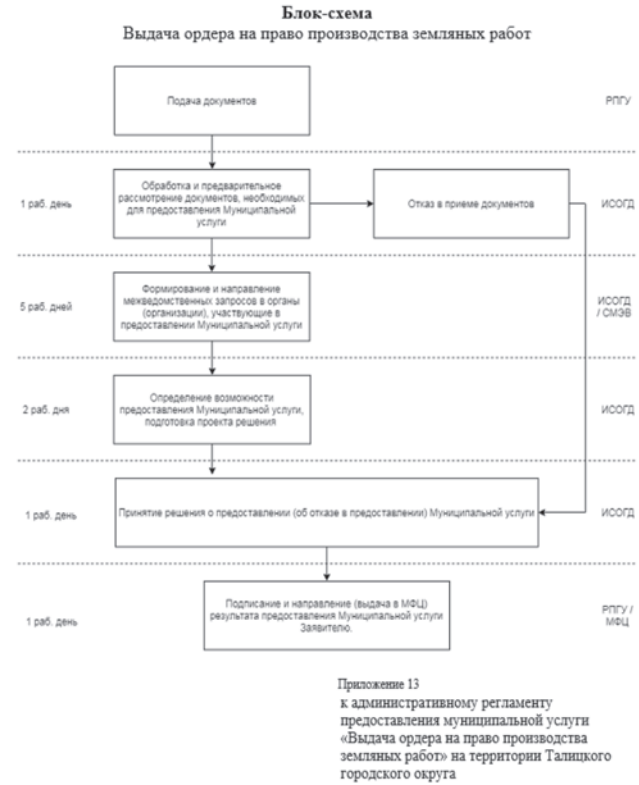 Блок-схема
Выдача ордера на право производства земляных работ
Подача документов
РПГУ
1 раб. день
Обработка и предварительное
рассмотрение документов, необходимых
для предоставления Муниципальной
услуги
Отказ в приеме документов
ИСОГД
5 раб. дней
Формирование и направление
межведомственных запросов в органы
(организации), участвующие в
предоставлении Муниципальной услуги
ИСОГД
/ СМЭВ
2 раб. дня
Определение возможности
предоставления Муниципальной услуги,
подготовка проекта решения
ИСОГД
1 раб. день
Принятие решения о предоставлении (об отказе в предоставлении) Муниципальной услуги
ИСОГД
1 раб. день
Подписание и направление (выдача в МФЦ)
результата предоставления Муниципальной услуги
Заявителю.
РПГУ /
МФЦ
Приложение 13
к административному регламенту
предоставления муниципальной услуги
«Выдача ордера на право производства
земляных работ» на территории Талицкого
городского округа